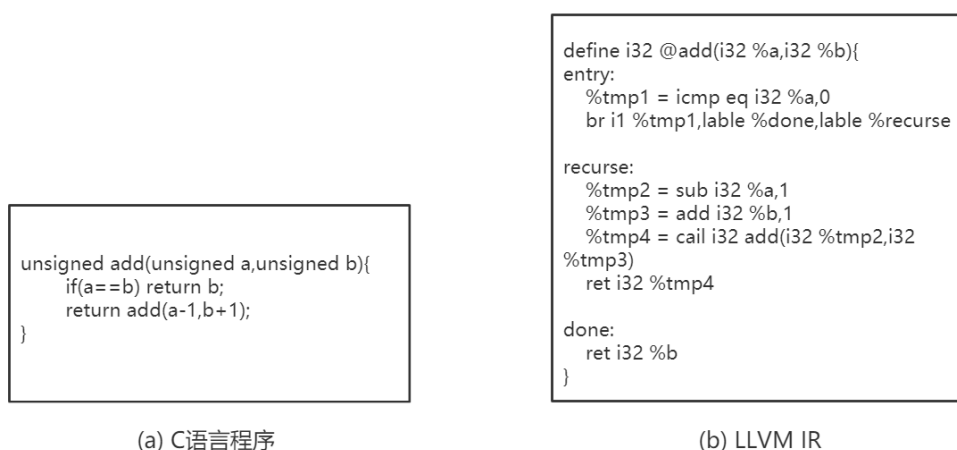 unsigned add(unsigned a,unsigned b){
if(a==b) return b;
return add(a-1,b+1);
}
(a) C语言程序
define i32 @add(i32 %a,i32 %b){
entry:
%tmp1 = icmp eq i32 %a,0
br i1 %tmp1,lable %done,lable %recurse
recurse:
%tmp2 = sub i32 %a,1
%tmp3 = add i32 %b,1
%tmp4 = cail i32 add(i32 %tmp2,i32
%tmp3)
ret i32 %tmp4
done:
ret i32 %b
}
(b) LLVM IR